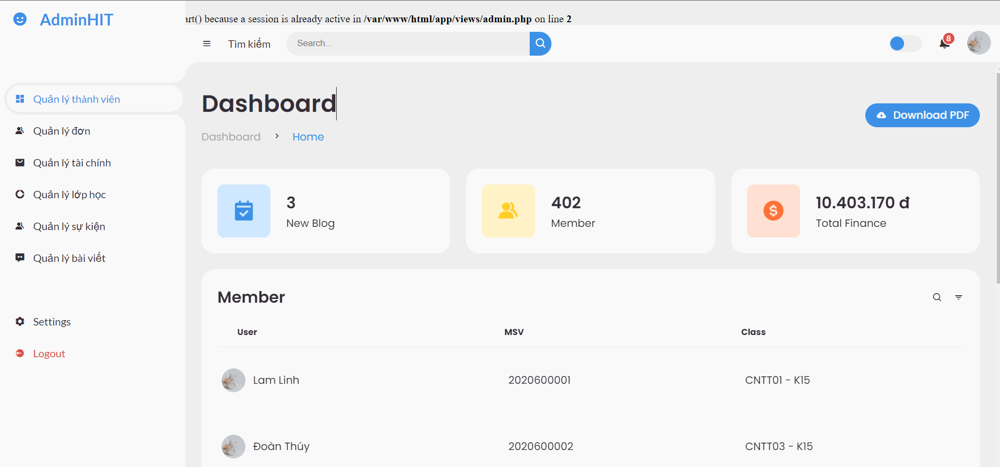 AdminHIT
art() because a session is already active in /var/www/html/app/views/admin.php on line 2
Tìm kiếm
Search...
8
Quản lý thành viên
Quản lý đơn
Quản lý tài chính
Quản lý lớp học
Quản lý sự kiện
Quản lý bài viết
Settings
Logout
Dashboard
Dashboard > Home
Download PDF
3
New Blog
402
Member
10.403.170 đ
Total Finance
Member
User MSV Class
Lam Linh 2020600001 CNTT01 - K15
Đoàn Thúy 2020600002 CNTT03 - K15